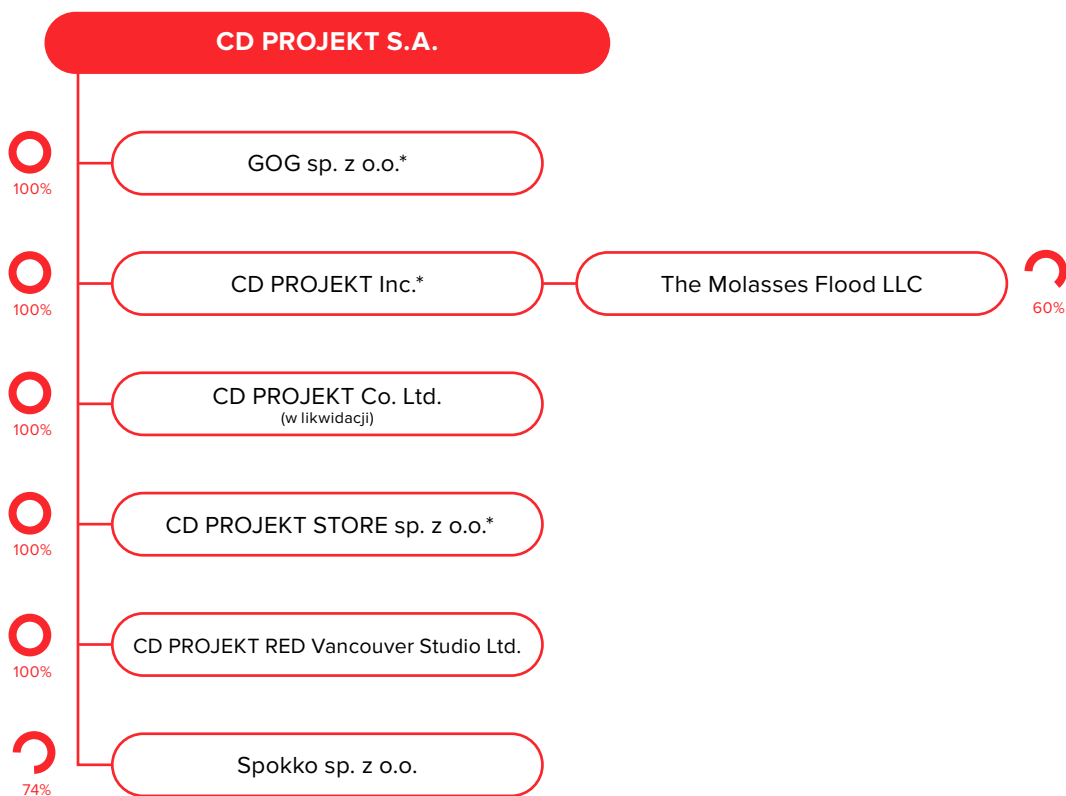 CD PROJEKT S.A.
GOG sp. z o.o.*
100%
CD PROJEKT Inc.*
100%
The Molasses Flood LLC
60%
CD PROJEKT Co. Ltd.
(w likwidacji)
100%
CD PROJEKT STORE sp. z o.o.*
100%
CD PROJEKT RED Vancouver Studio Ltd.
100%
Spokko sp. z o.o.
74%